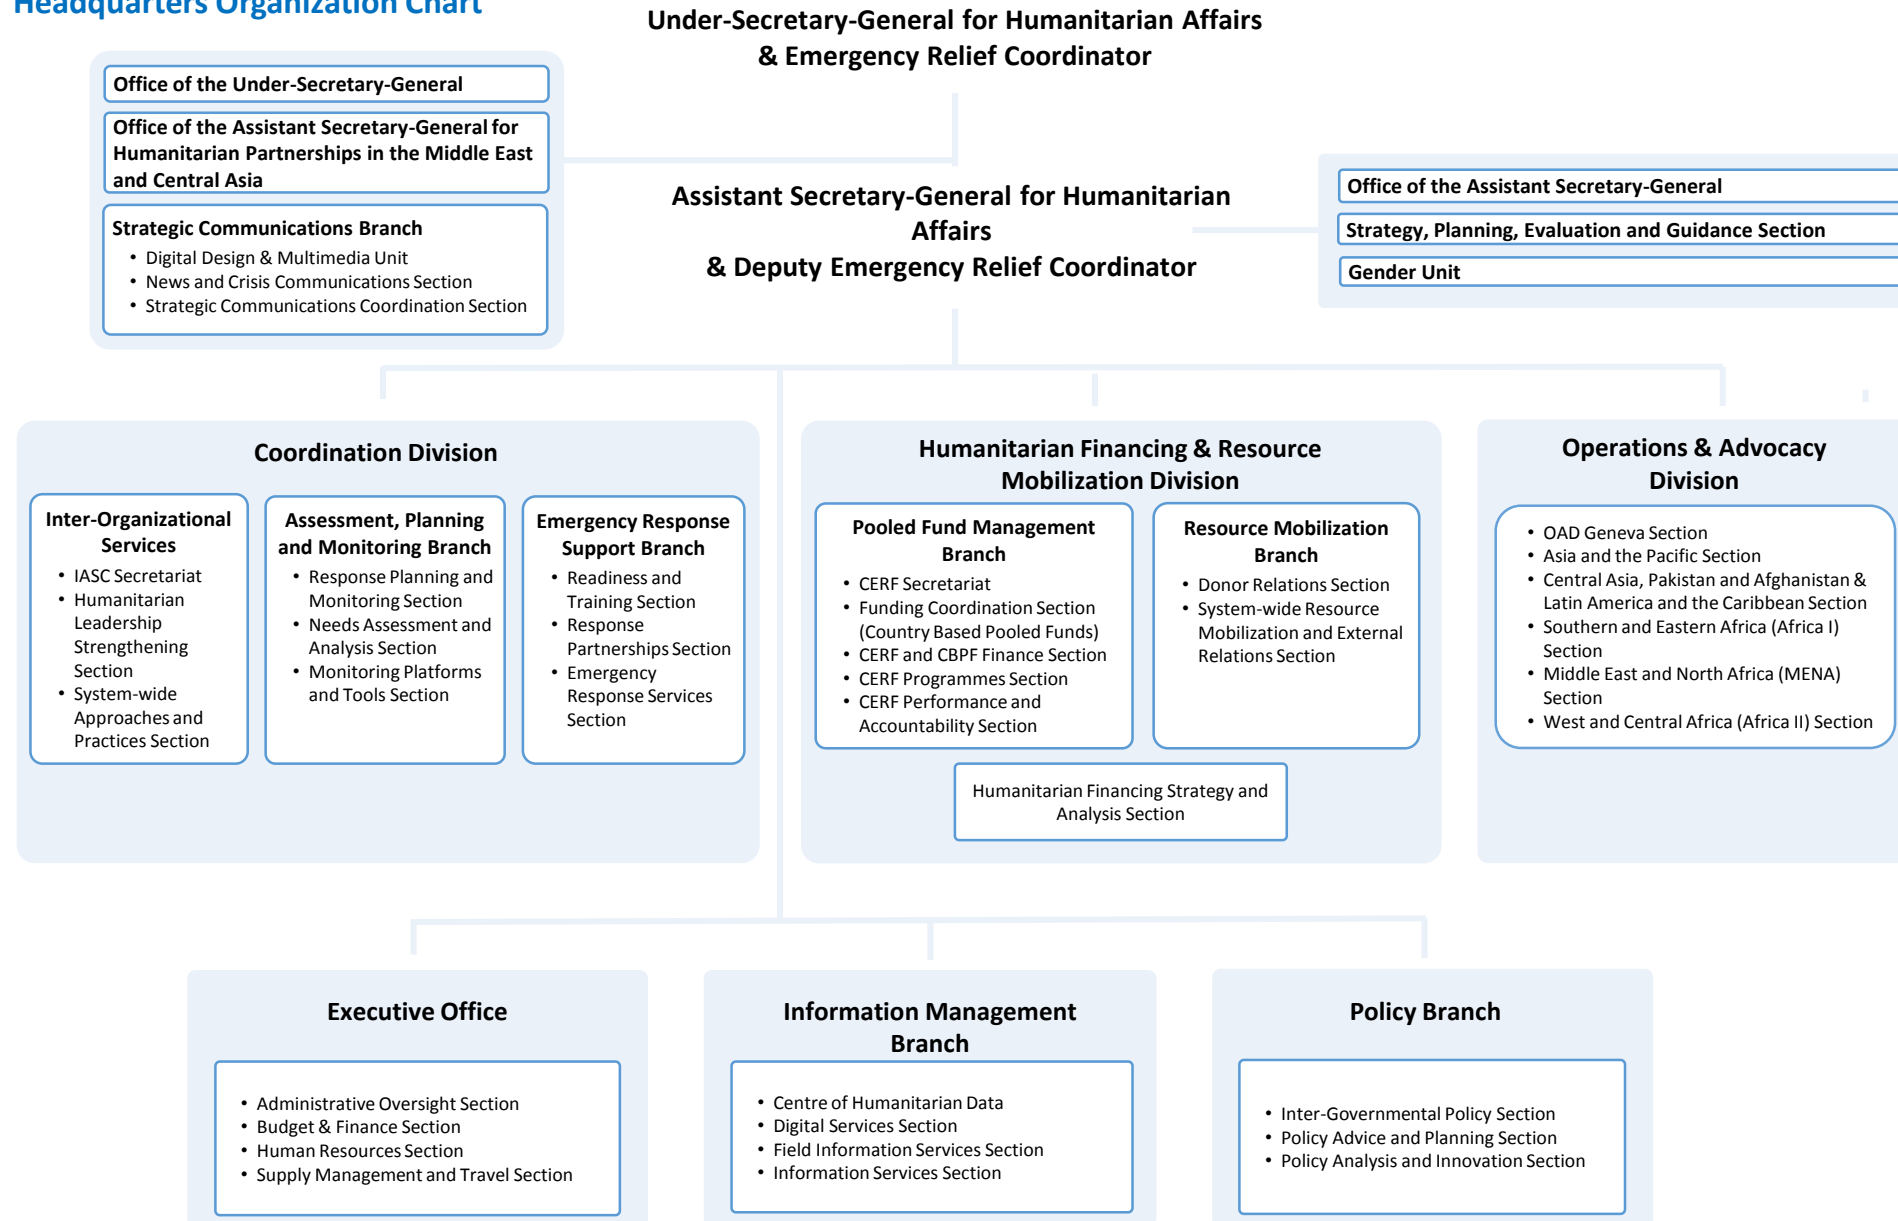 Headquarters Organization Chart
Under-Secretary-General for Humanitarian Affairs
& Emergency Relief Coordinator
Office of the Under-Secretary-General
Office of the Assistant Secretary-General for
Humanitarian Partnerships in the Middle East
and Central Asia
Strategic Communications Branch
• Digital Design & Multimedia Unit
• News and Crisis Communications Section
• Strategic Communications Coordination Section
Assistant Secretary-General for Humanitarian
Affairs
& Deputy Emergency Relief Coordinator
Office of the Assistant Secretary-General
Strategy, Planning, Evaluation and Guidance Section
Gender Unit
Coordination Division
Inter-Organizational
Services
• IASC Secretariat
• Humanitarian
Leadership
Strengthening
Section
• System-wide
Approaches and
Practices Section
Assessment, Planning
and Monitoring Branch
• Response Planning and
Monitoring Section
• Needs Assessment and
Analysis Section
• Monitoring Platforms
and Tools Section
Emergency Response
Support Branch
• Readiness and
Training Section
• Response
Partnerships Section
• Emergency
Response Services
Section
Humanitarian Financing & Resource
Mobilization Division
Pooled Fund Management
Branch
• CERF Secretariat
• Funding Coordination Section
(Country Based Pooled Funds)
• CERF and CBPF Finance Section
• CERF Programmes Section
• CERF Performance and
Accountability Section
Resource Mobilization
Branch
• Donor Relations Section
• System-wide Resource
Mobilization and External
Relations Section
Humanitarian Financing Strategy and
Analysis Section
Operations & Advocacy
Division
• OAD Geneva Section
• Asia and the Pacific Section
• Central Asia, Pakistan and Afghanistan &
Latin America and the Caribbean Section
• Southern and Eastern Africa (Africa I)
Section
• Middle East and North Africa (MENA)
Section
• West and Central Africa (Africa II) Section
Executive Office
• Administrative Oversight Section
• Budget & Finance Section
• Human Resources Section
• Supply Management and Travel Section
Information Management
Branch
• Centre of Humanitarian Data
• Digital Services Section
• Field Information Services Section
• Information Services Section
Policy Branch
• Inter-Governmental Policy Section
• Policy Advice and Planning Section
• Policy Analysis and Innovation Section